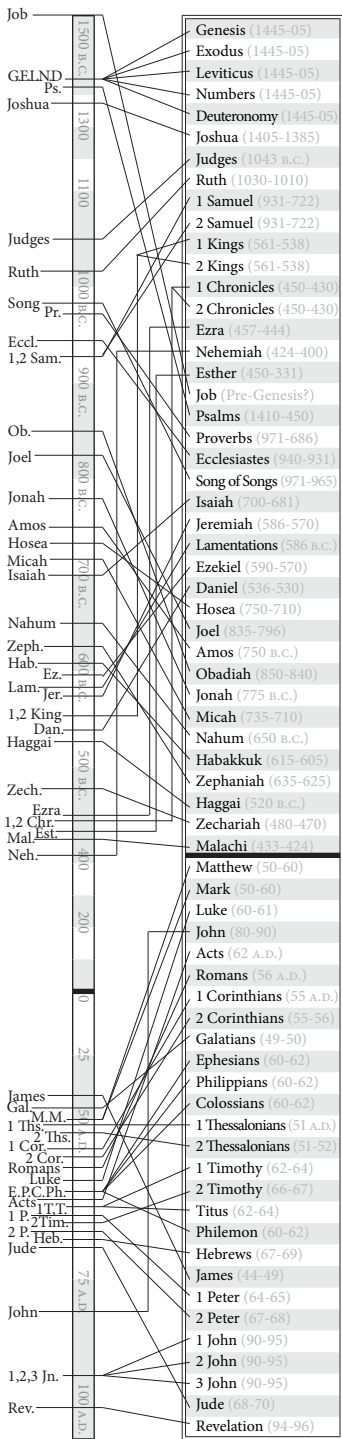 Job
G.E.L.N.D
Ps.
Joshua
Judges
Ruth
Song
Pr.
Eccl.
1,2 Sam.
Ob.
Joel
Jonah
Amos
Hosea
Micah
Isaiah
Nahum
Zeph.
Hab.
Ez.
Lam.
Jer.
1,2 King
Dan.
Haggai
Zech.
Ezra
1,2 Chr.
Est.
Mal.
Neh.
James
Gal.
M.M.
1 Ths.
2 Ths.
1 Cor.
2 Cor.
Romans
Luke
E.P.C.Ph.
Acts
1T,T.
1 P.
2Tim.
2 P.
Heb.
Jude
John
1,2,3 Jn.
Rev.
1500 B.C.
1300
1100
1000 B.C.
900 B.C.
800 B.C.
700 B.C.
600 B.C.
500 B.C.
400
200
0
25
50 A.D.
75 A.D.
100 A.D.
Genesis (1445-05)
Exodus (1445-05)
Leviticus (1445-05)
Numbers (1445-05)
Deuteronomy (1445-05)
Joshua (1405-1385)
Judges (1043 B.C.)
Ruth (1030-1010)
1 Samuel (931-722)
2 Samuel (931-722)
1 Kings (561-538)
2 Kings (561-538)
1 Chronicles (450-430)
2 Chronicles (450-430)
Ezra (457-444)
Nehemiah (424-400)
Esther (450-331)
Job (Pre-Genesis?)
Psalms (1410-450)
Proverbs (971-686)
Ecclesiastes (940-931)
Song of Songs (971-965)
Isaiah (700-681)
Jeremiah (586-570)
Lamentations (586 B.C.)
Ezekiel (590-570)
Daniel (536-530)
Hosea (750-710)
Joel (835-796)
Amos (750 B.C.)
Obadiah (850-840)
Jonah (775 B.C.)
Micah (735-710)
Nahum (650 B.C.)
Habakkuk (615-605)
Zephaniah (635-625)
Haggai (520 B.C.)
Zechariah (480-470)
Malachi (433-424)
Matthew (50-60)
Mark (50-60)
Luke (60-61)
John (80-90)
Acts (62 A.D.)
Romans (56 A.D.)
1 Corinthians (55 A.D.)
2 Corinthians (55-56)
Galatians (49-50)
Ephesians (60-62)
Philippians (60-62)
Colossians (60-62)
1 Thessalonians (51 A.D.)
2 Thessalonians (51-52)
1 Timothy (62-64)
2 Timothy (66-67)
Titus (62-64)
Philemon (60-62)
Hebrews (67-69)
James (44-49)
1 Peter (64-65)
2 Peter (67-68)
1 John (90-95)
2 John (90-95)
3 John (90-95)
Jude (68-70)
Revelation (94-96)